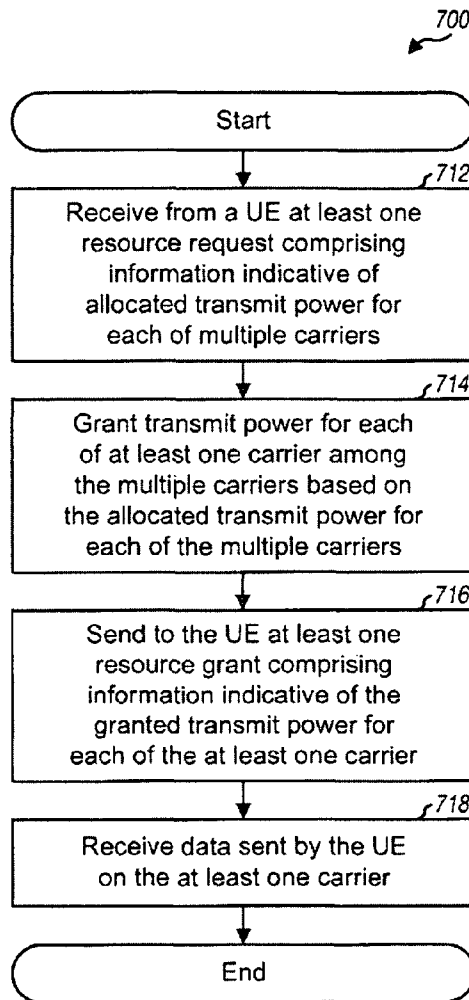 700
Start
712
Receive from a UE at least one
resource request comprising
information indicative of
allocated transmit power for
each of multiple carriers
714
Grant transmit power for each
of at least one carrier among
the multiple carriers based on
the allocated transmit power for
each of the multiple carriers
716
Send to the UE at least one
resource grant comprising
information indicative of the
granted transmit power for
each of the at least one carrier
718
Receive data sent by the UE
on the at least one carrier
End